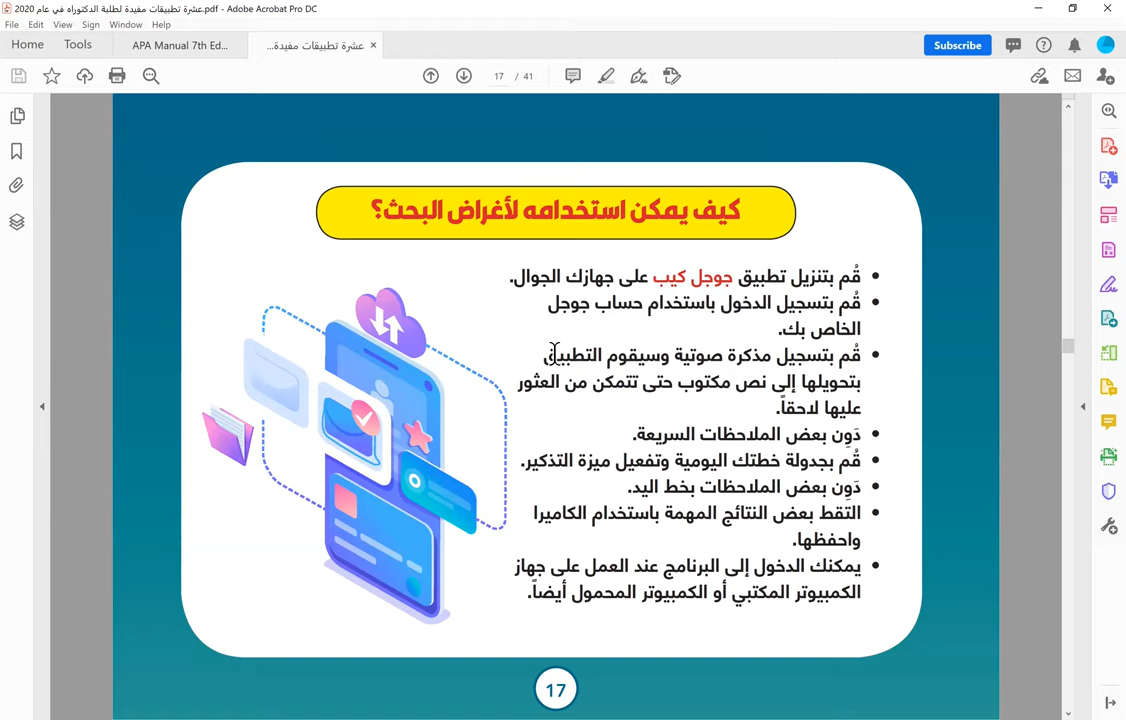 عشرة تطبيقات مفيدة لطلبة الدكتوراه في عام 2020.pdf - Adobe Acrobat Pro DC
File Edit View Sign Window Help
Home Tools APA Manual 7th Ed... عشرة تطبيقات مفيدة... × Subscribe
17 / 41
كيف يمكن استخدامه لأغراض البحث؟
• قُم بتنزيل تطبيق جوجل كيب على جهازك الجوال.
• قُم بتسجيل الدخول باستخدام حساب جوجل
الخاص بك.
• قُم بتسجيل مذكرة صوتية وسيقوم التطبيق
بتحويلها إلى نص مكتوب حتى تتمكن من العثور
عليها لاحقاً.
• دَوِن بعض الملاحظات السريعة.
• قُم بجدولة خطتك اليومية وتفعيل ميزة التذكير.
• دَوِن بعض الملاحظات بخط اليد.
• التقط بعض النتائج المهمة باستخدام الكاميرا
واحفظها.
• يمكنك الدخول إلى البرنامج عند العمل على جهاز
الكمبيوتر المكتبي أو الكمبيوتر المحمول أيضاً.
17